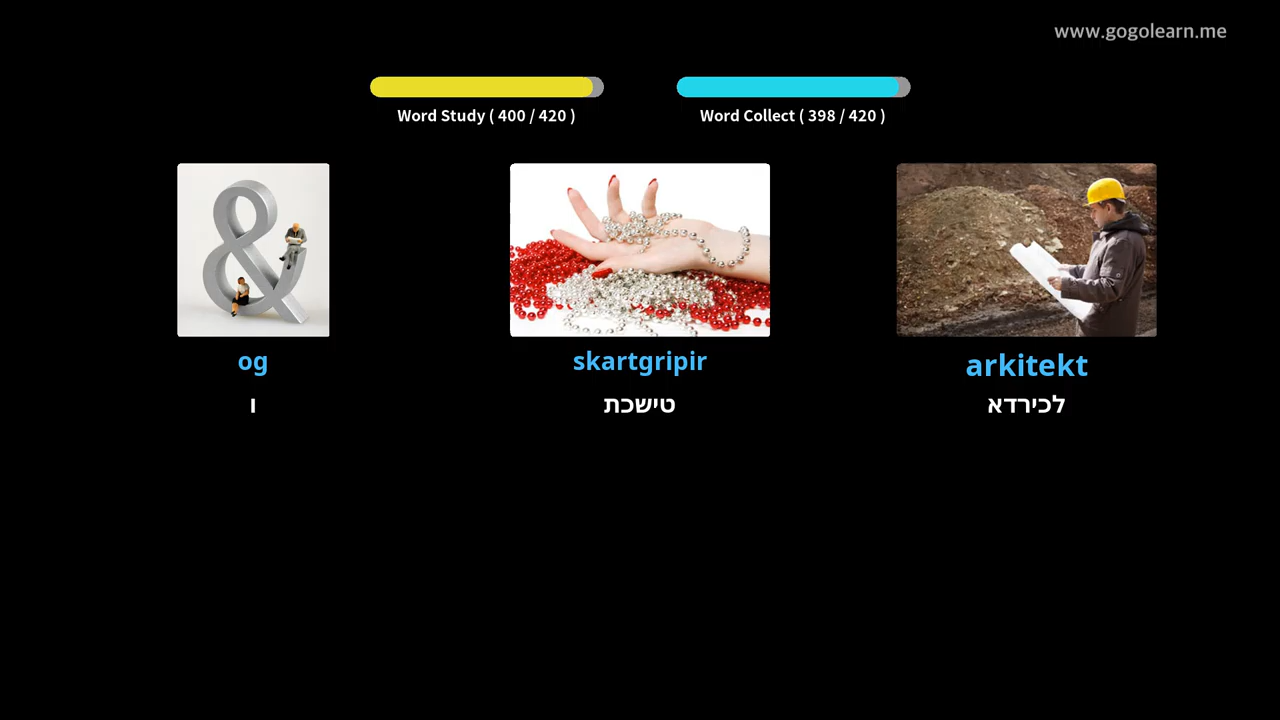 www.gogolearn.me
Word Study ( 400 / 420 )
Word Collect ( 398 / 420 )
og
skartgripir
arkitekt
ו
טישכת
לכירדא